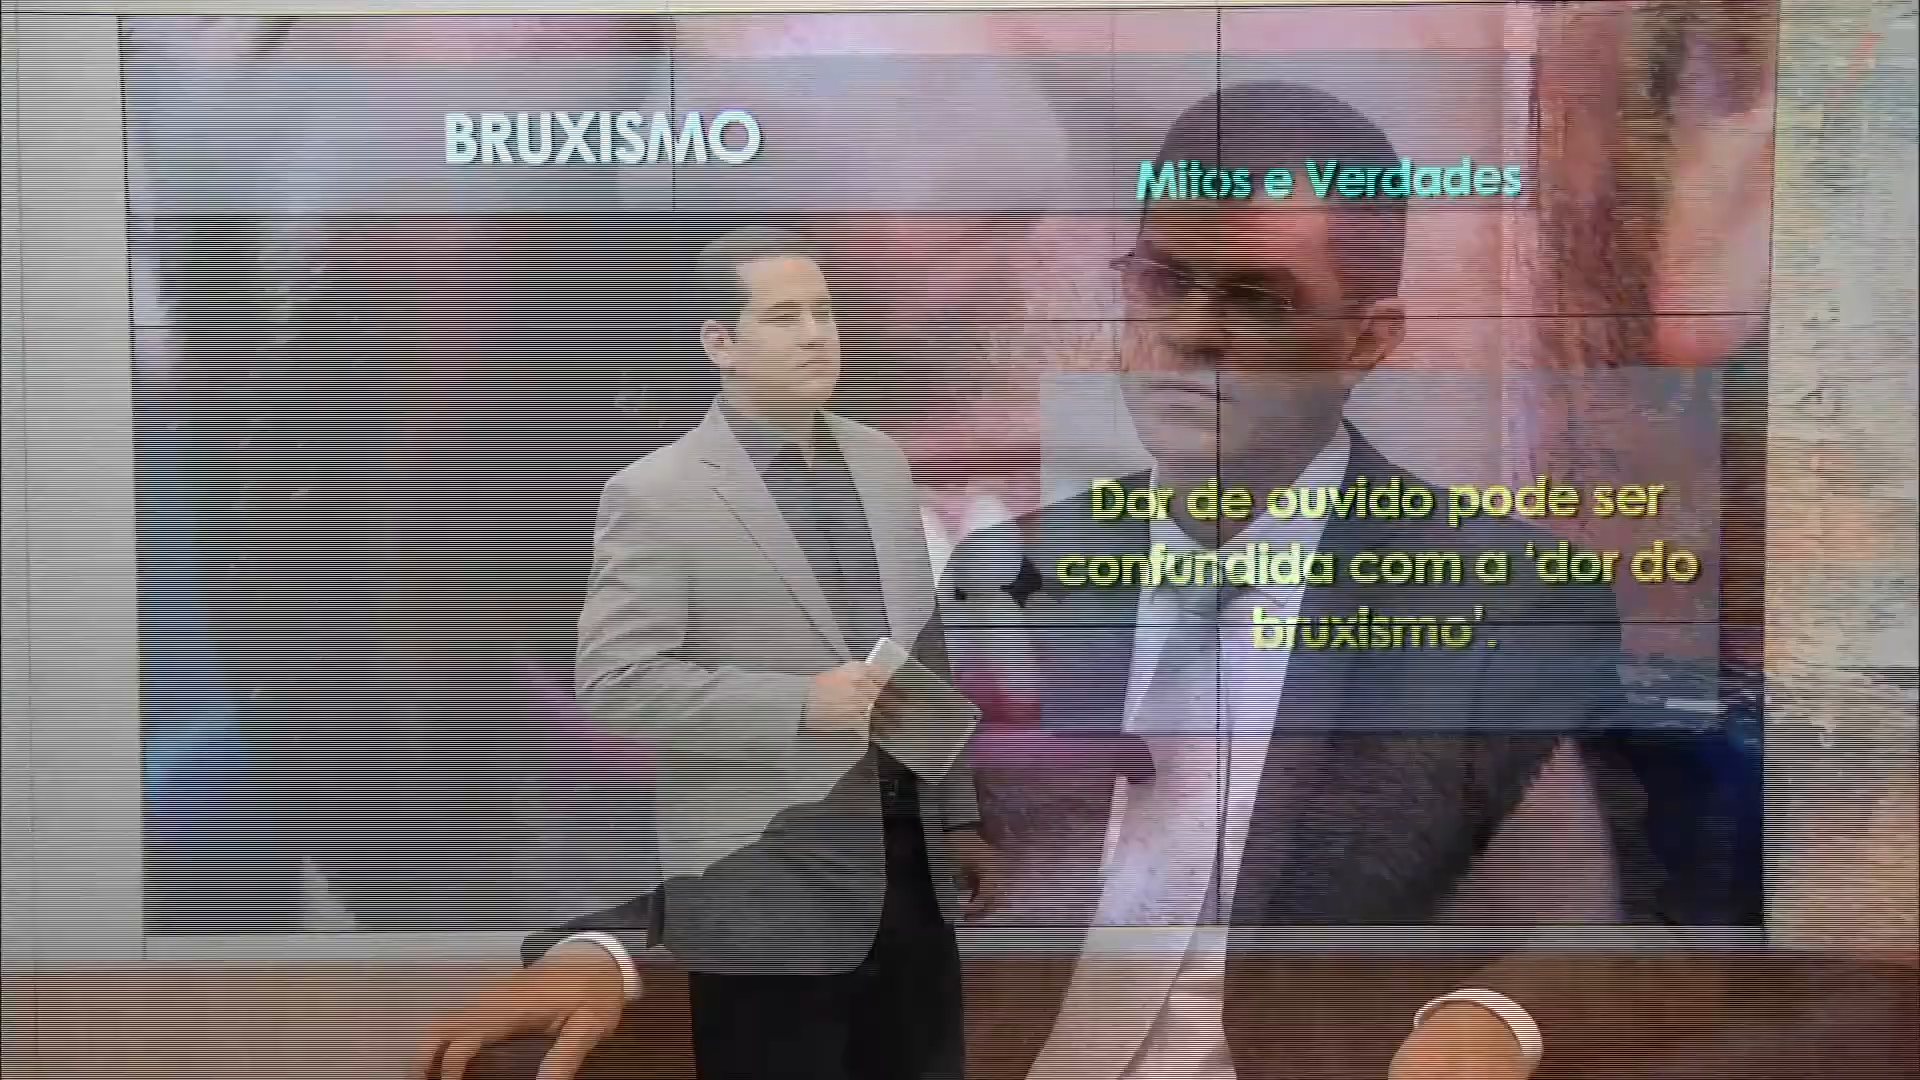 BRUXISMO
Mitos e Verdades
Dor de ouvido pode ser
confundida com a 'dor do
bruxismo'.